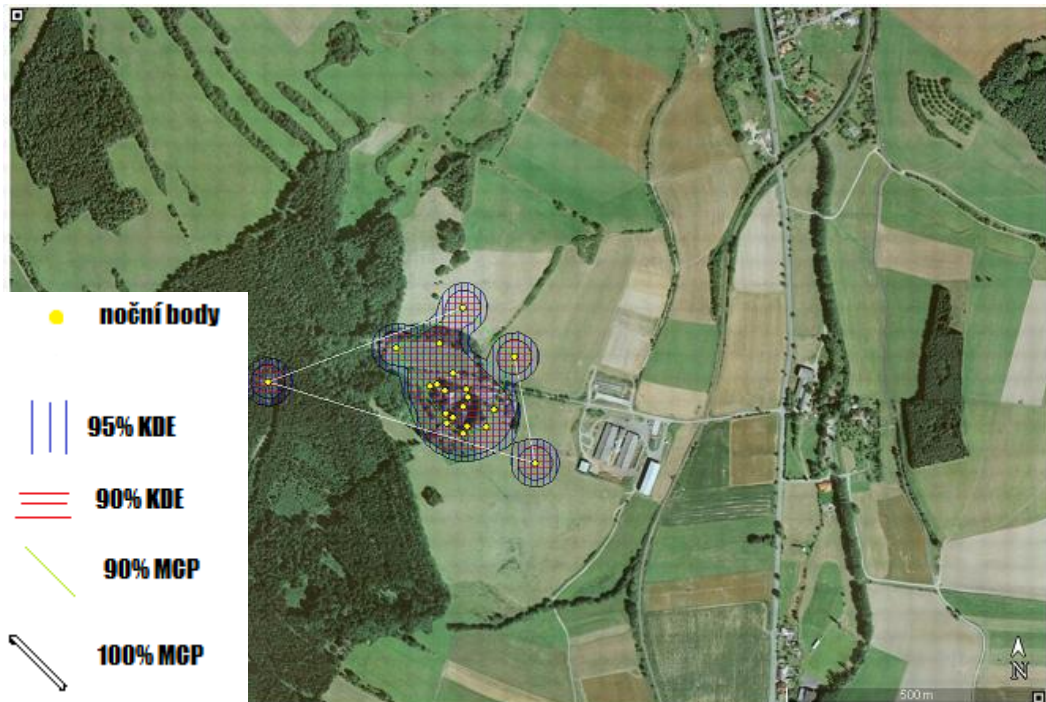 noční body
95% KDE
90% KDE
90% MCP
100% MCP
N
500 m